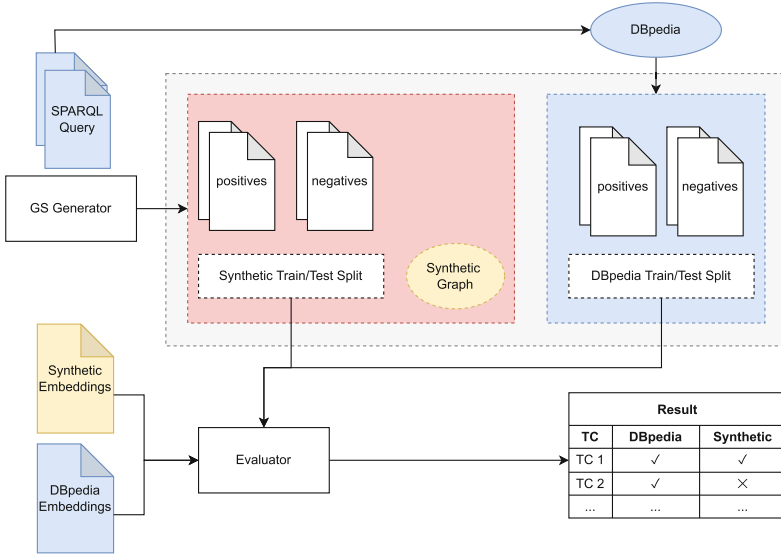 DBpedia
SPARQL
Query
GS Generator
positives
negatives
positives
negatives
Synthetic Train/Test Split
Synthetic
Graph
DBpedia Train/Test Split
Synthetic
Embeddings
DBpedia
Embeddings
Evaluator
Result
TC DBpedia Synthetic
TC 1 ✓ ✓
TC 2 ✓ ✕
... ... ...